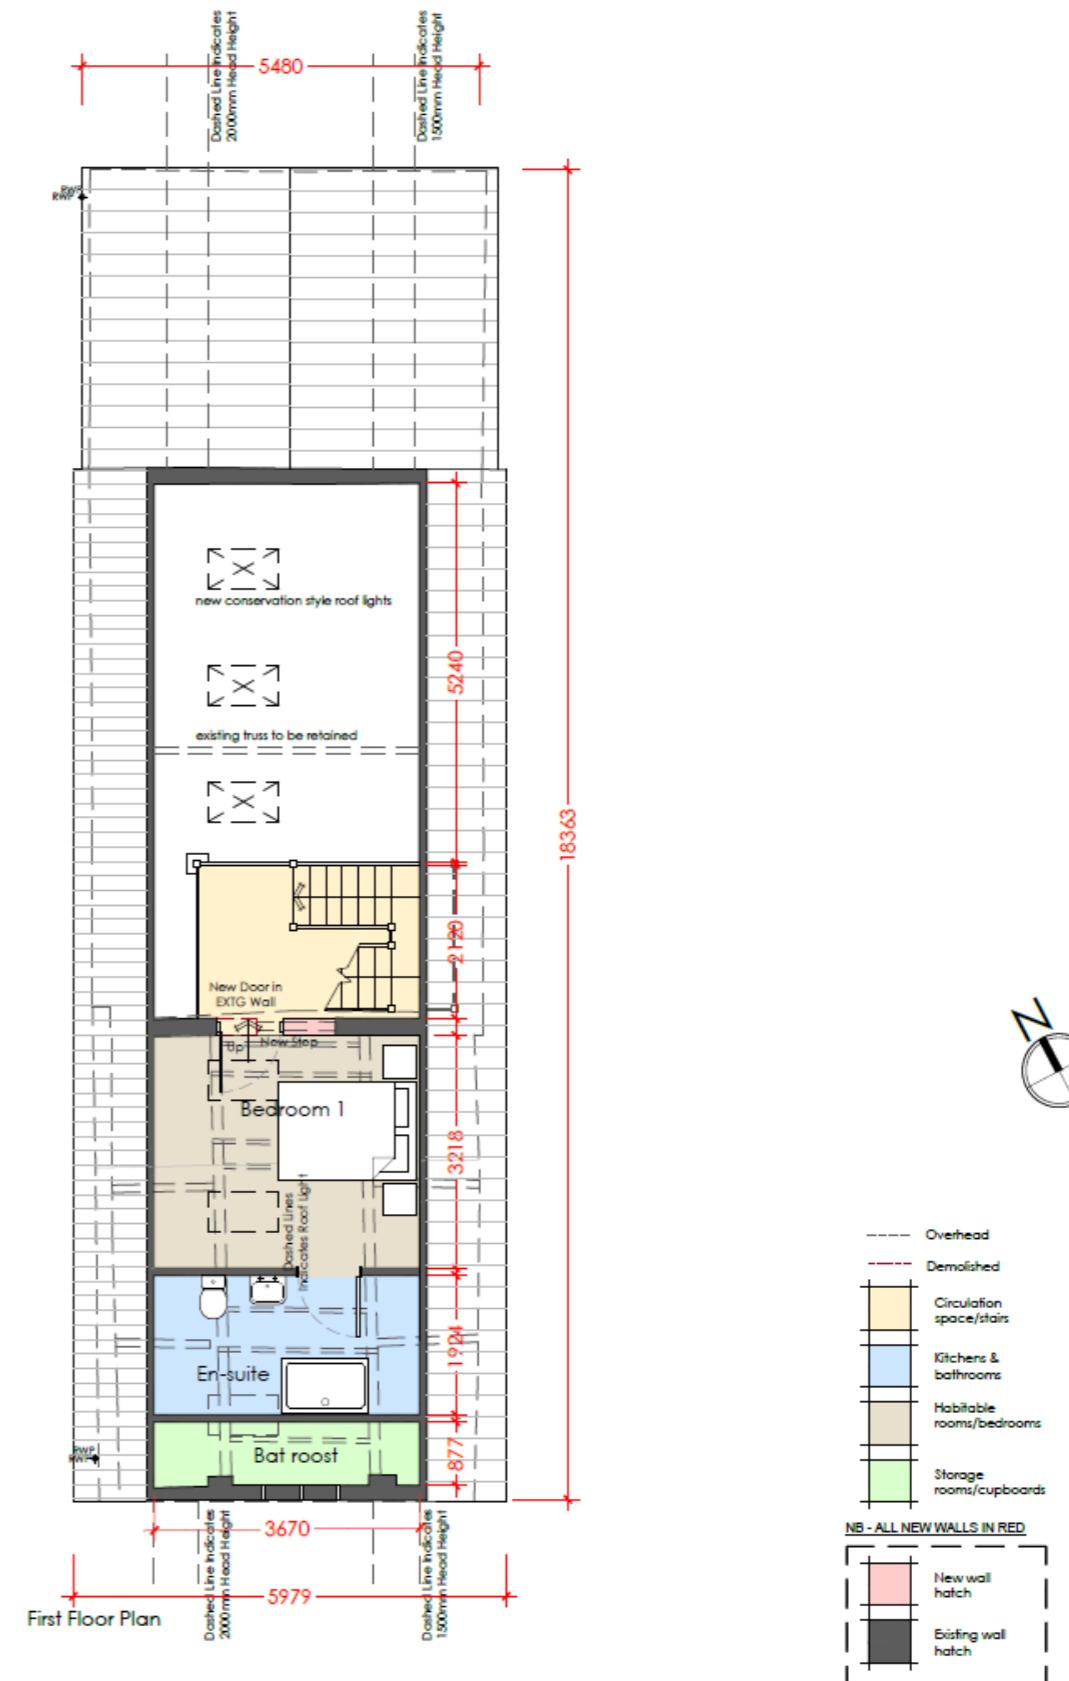 Dashed Line Indicates
2000mm Head Height
Dashed Line Indicates
1500mm Head Height
5480
RWP
RWP
new conservation style roof lights
5240
existing truss to be retained
18363
2120
New Door in
EXTG Wall
Up
New Step
N
Bedroom 1
3218
Dashed Lines
Indicates Roof Light
Overhead
Demolished
Circulation
space/stairs
1924
En-suite
Kitchens &
bathrooms
Habitable
rooms/bedrooms
Bat roost
877
RWP
RWP
Storage
rooms/cupboards
3670
NB - ALL NEW WALLS IN RED
Dashed Line Indicates
2000mm Head Height
Dashed Line Indicates
1500mm Head Height
5979
New wall
hatch
First Floor Plan
Existing wall
hatch